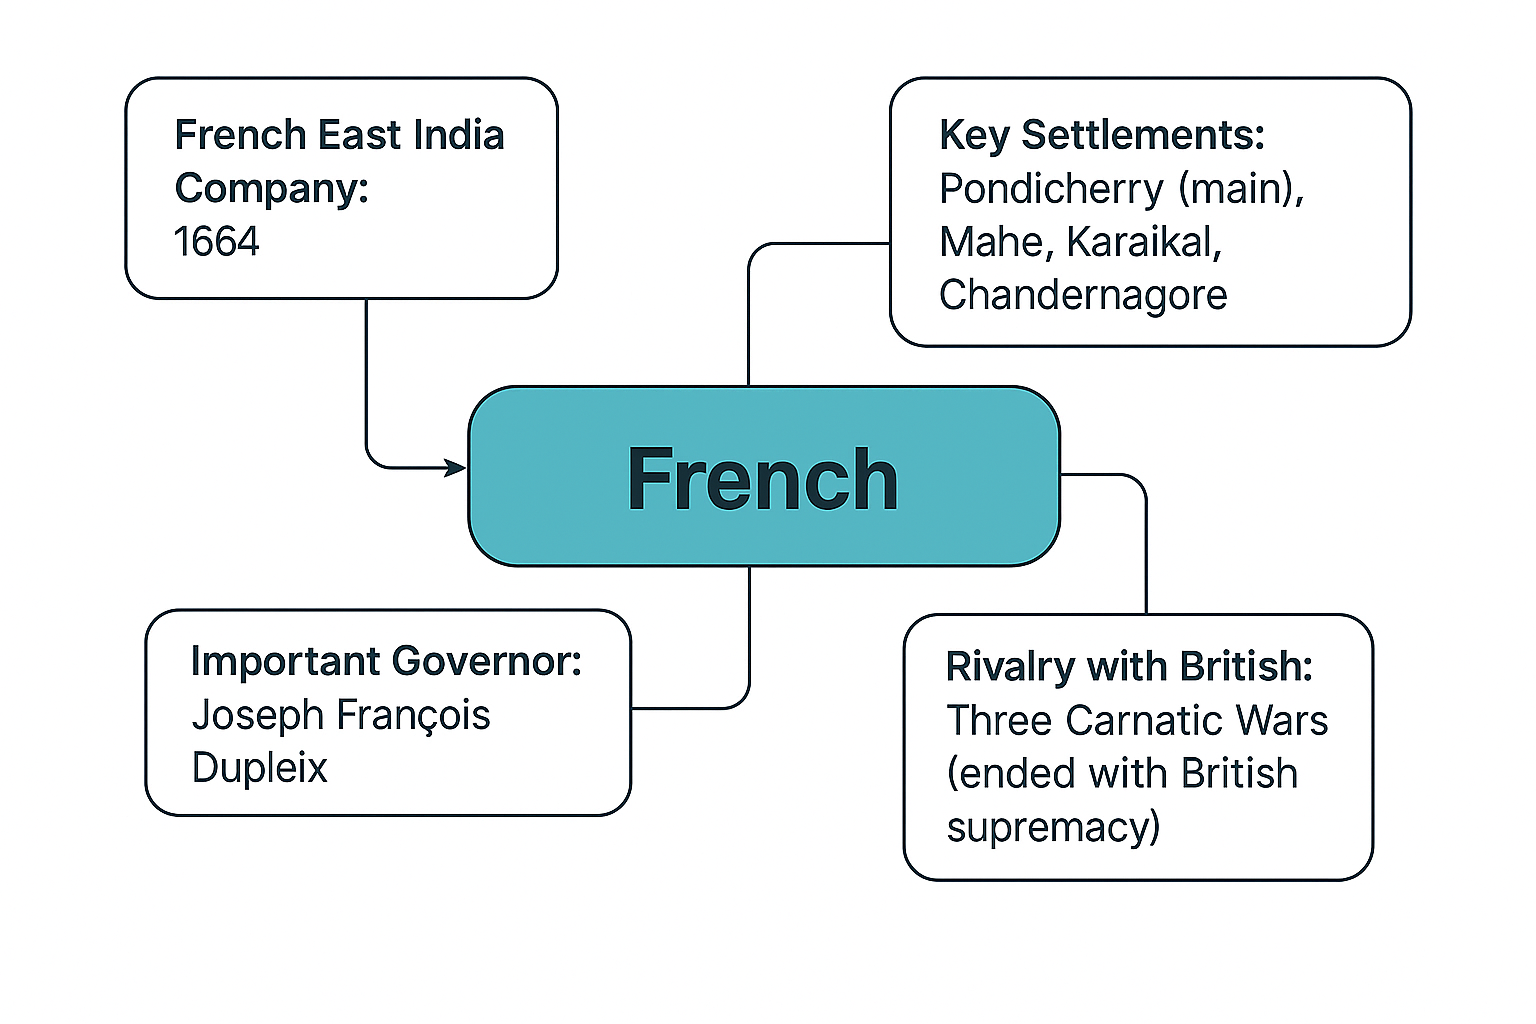 French East India
Company:
1664
Key Settlements:
Pondicherry (main),
Mahe, Karaikal,
Chandernagore
French
Important Governor:
Joseph François
Dupleix
Rivalry with British:
Three Carnatic Wars
(ended with British
supremacy)